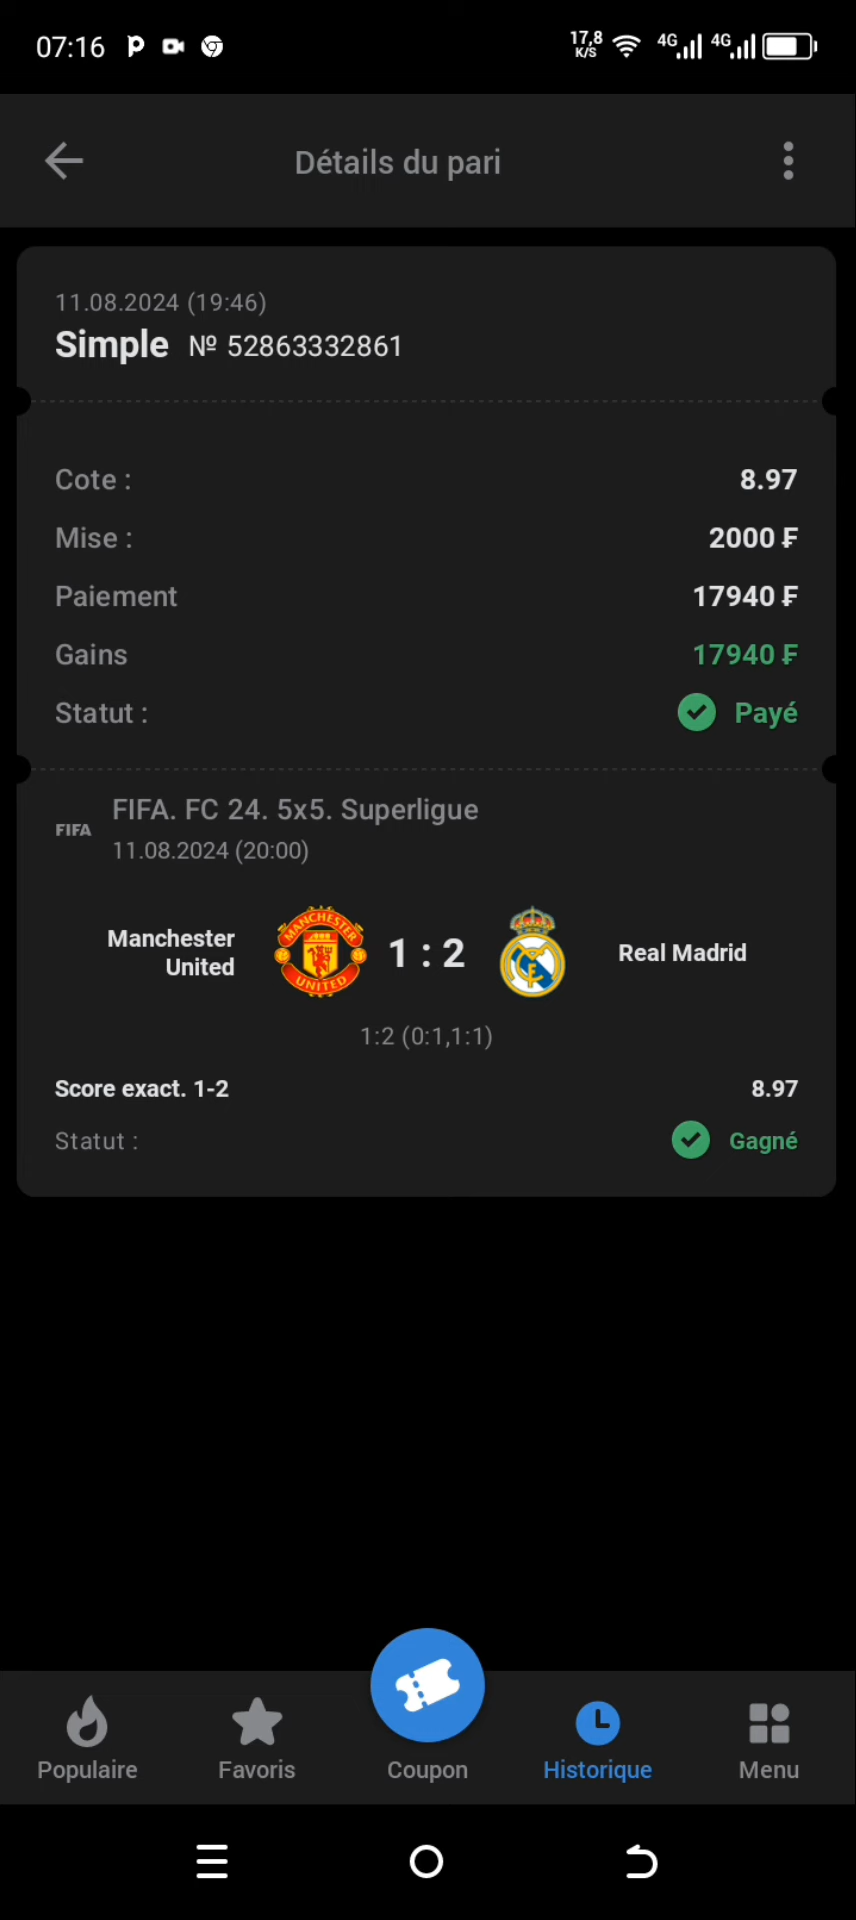 07:16
17,8
K/S
4G
4G
Détails du pari
11.08.2024 (19:46)
Simple № 52863332861
Cote : 8.97
Mise : 2000 ₣
Paiement 17940 ₣
Gains 17940 ₣
Statut : Payé
FIFA. FC 24. 5x5. Superligue
FIFA
11.08.2024 (20:00)
Manchester
United
MANCHESTER
UNITED
1 : 2
Real Madrid
1:2 (0:1,1:1)
Score exact. 1-2 8.97
Statut : Gagné
Populaire
Favoris
Coupon
Historique
Menu